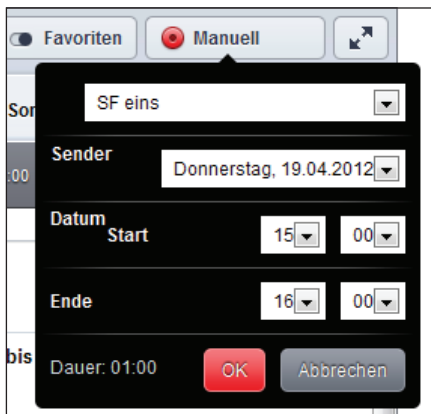 Favoriten Manuell
Sor
SF eins
:00
Sender
Donnerstag, 19.04.2012
Datum
Start 15 00
Ende 16 00
bis
Dauer: 01:00 OK Abbrechen